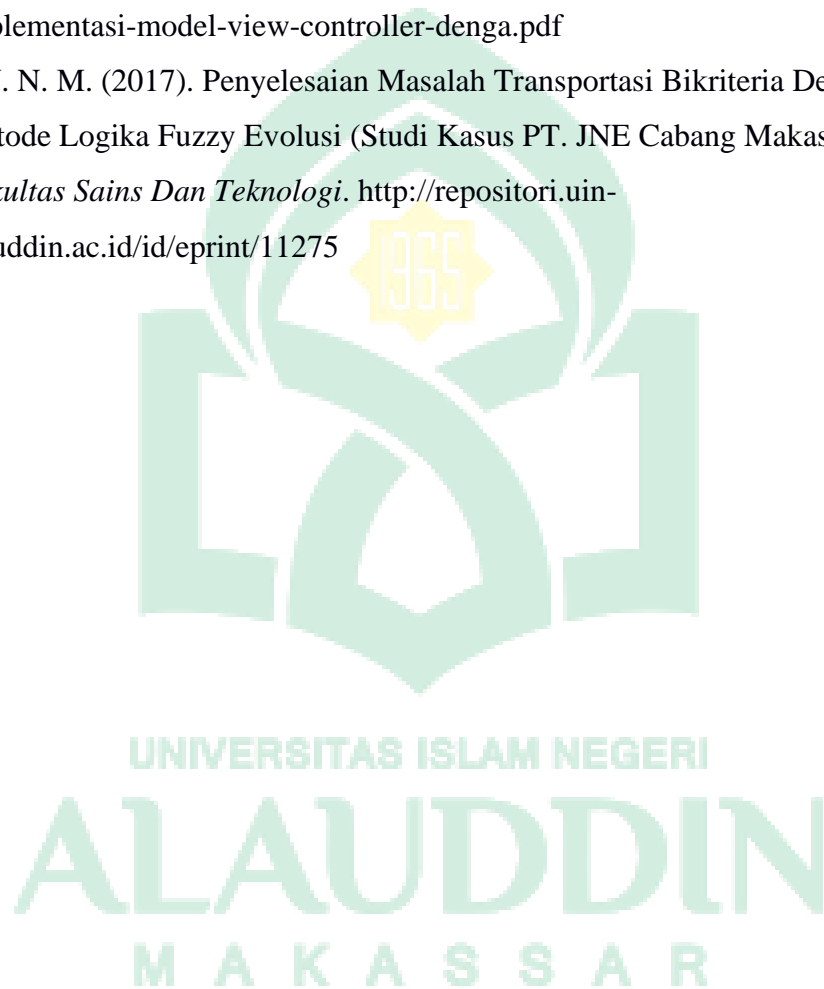 plementasi-model-view-controller-denga.pdf
. N. M. (2017). Penyelesaian Masalah Transportasi Bikriteria De
tode Logika Fuzzy Evolusi (Studi Kasus PT. JNE Cabang Makas
kultas Sains Dan Teknologi. http://repositori.uin-
uddin.ac.id/id/eprint/11275
1965
UNIVERSITAS ISLAM NEGERI
ALAUDDIN
MAKASSAR